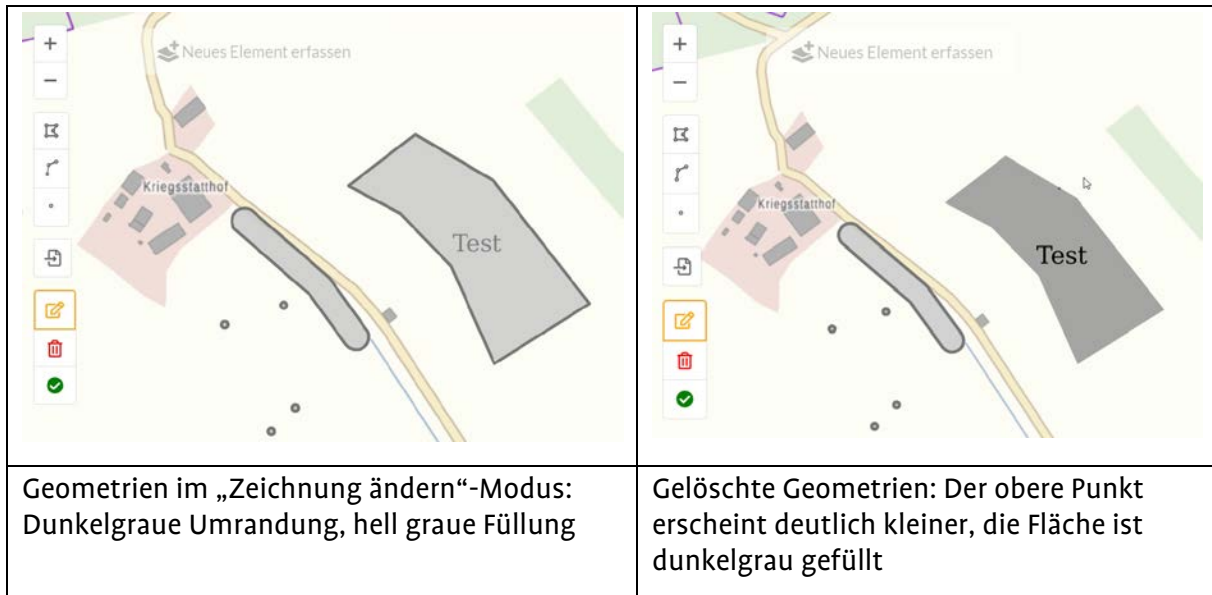 Neues Element erfassen
Kriegsstatthof
Test
Neues Element erfassen
Kriegsstatthof
Test
Geometrien im „Zeichnung ändern“-Modus:
Dunkelgraue Umrandung, hell graue Füllung
Gelöschte Geometrien: Der obere Punkt
erscheint deutlich kleiner, die Fläche ist
dunkelgrau gefüllt